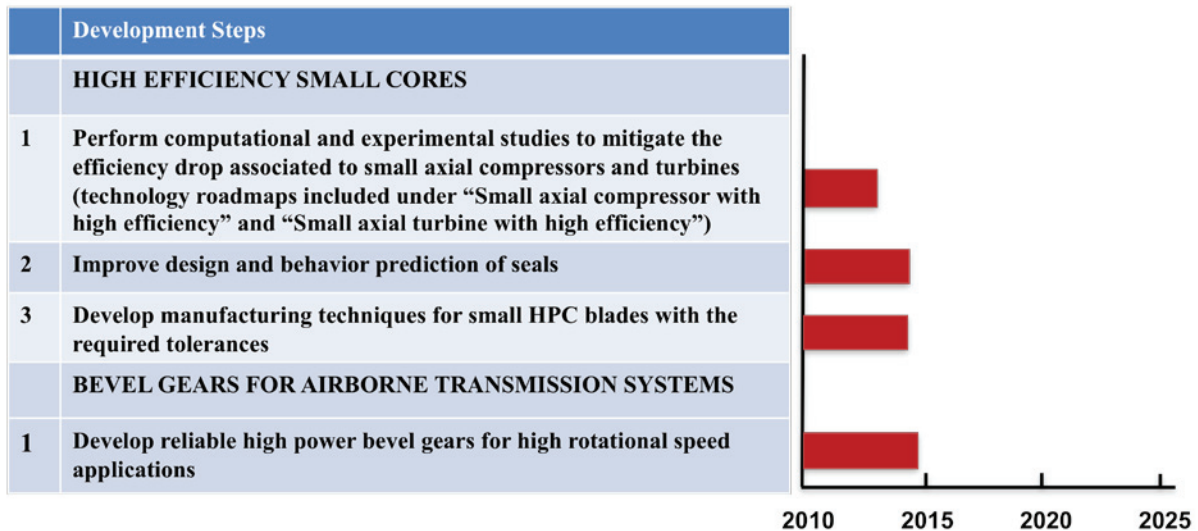 Development Steps
HIGH EFFICIENCY SMALL CORES
1 Perform computational and experimental studies to mitigate the
efficiency drop associated to small axial compressors and turbines
(technology roadmaps included under “Small axial compressor with
high efficiency” and “Small axial turbine with high efficiency”)
2 Improve design and behavior prediction of seals
3 Develop manufacturing techniques for small HPC blades with the
required tolerances
BEVEL GEARS FOR AIRBORNE TRANSMISSION SYSTEMS
1 Develop reliable high power bevel gears for high rotational speed
applications
2010 2015 2020 2025